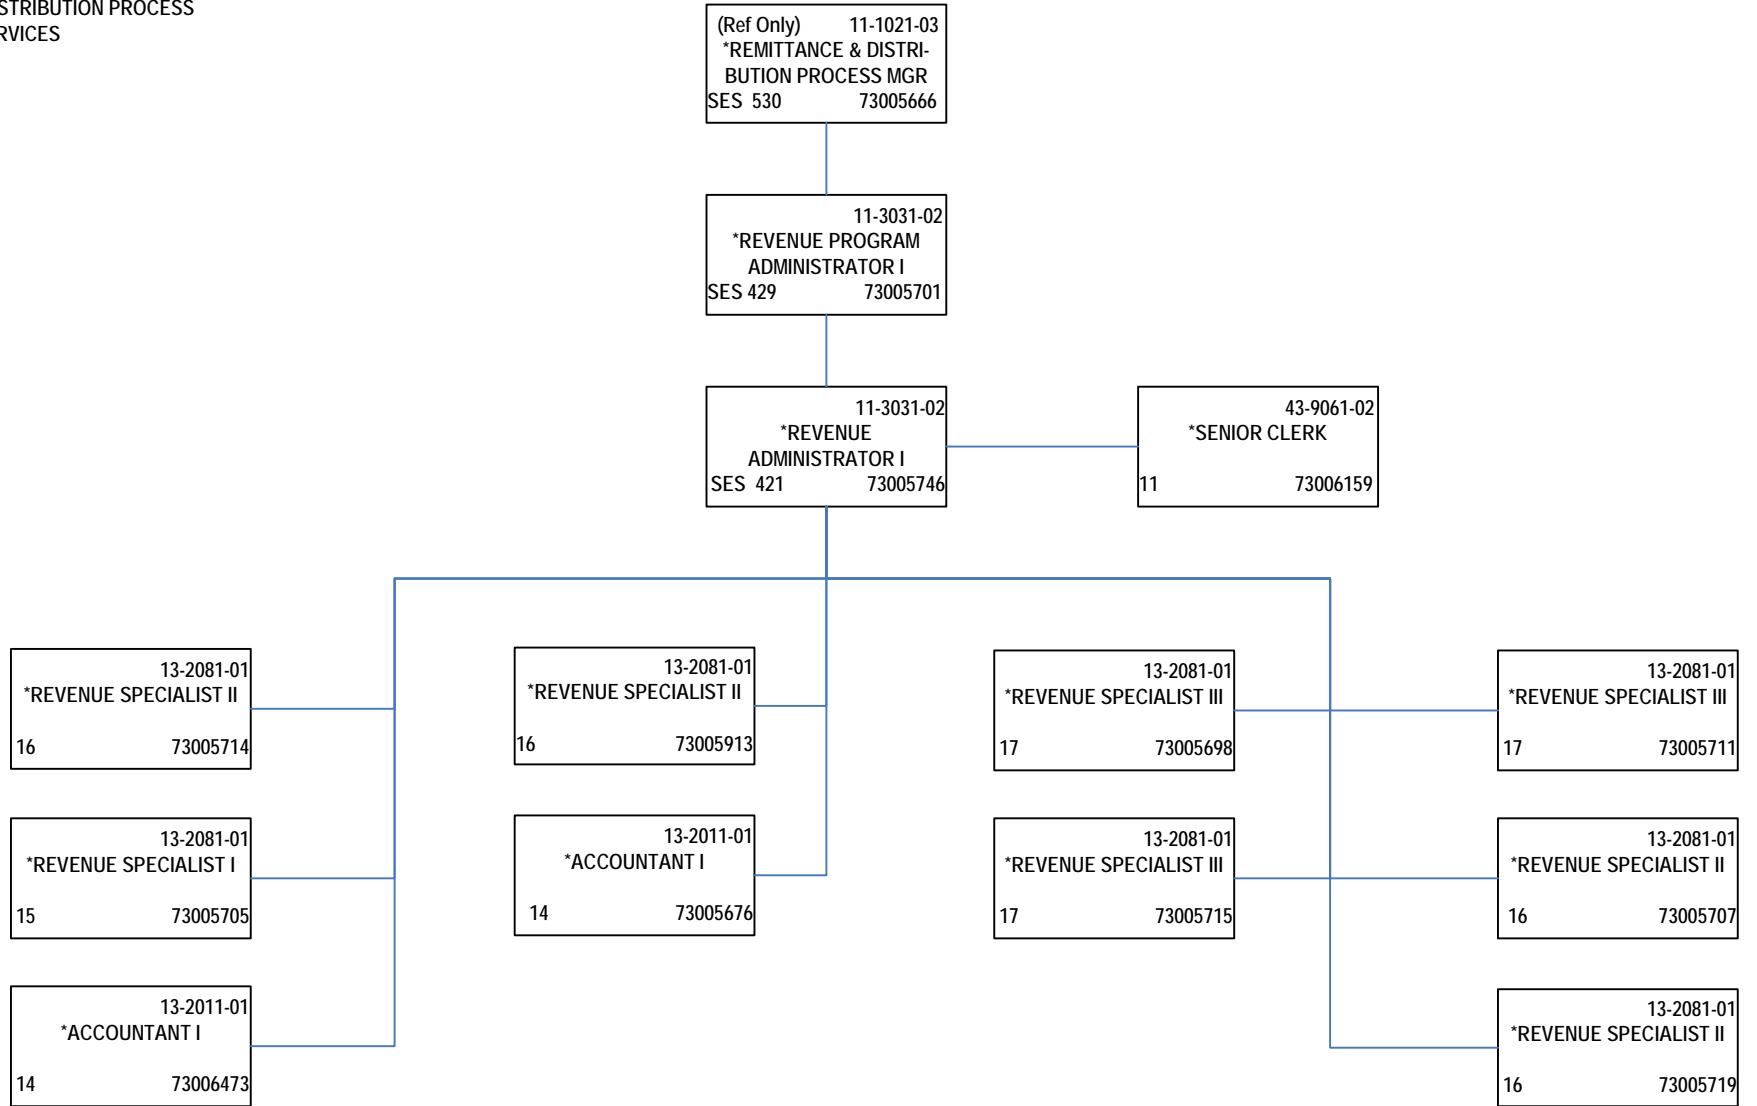 STRIBUTION PROCESS
RVICES
(Ref Only) 11-1021-03
*REMITTANCE & DISTRI-
BUTION PROCESS MGR
SES 530 73005666
11-3031-02
*REVENUE PROGRAM
ADMINISTRATOR I
SES 429 73005701
11-3031-02
*REVENUE
ADMINISTRATOR I
SES 421 73005746
43-9061-02
*SENIOR CLERK
11 73006159
13-2081-01
*REVENUE SPECIALIST II
16 73005714
13-2081-01
*REVENUE SPECIALIST II
16 73005913
13-2081-01
*REVENUE SPECIALIST III
17 73005698
13-2081-01
*REVENUE SPECIALIST III
17 73005711
13-2081-01
*REVENUE SPECIALIST I
15 73005705
13-2011-01
*ACCOUNTANT I
14 73005676
13-2081-01
*REVENUE SPECIALIST III
17 73005715
13-2081-01
*REVENUE SPECIALIST II
16 73005707
13-2011-01
*ACCOUNTANT I
14 73006473
13-2081-01
*REVENUE SPECIALIST II
16 73005719